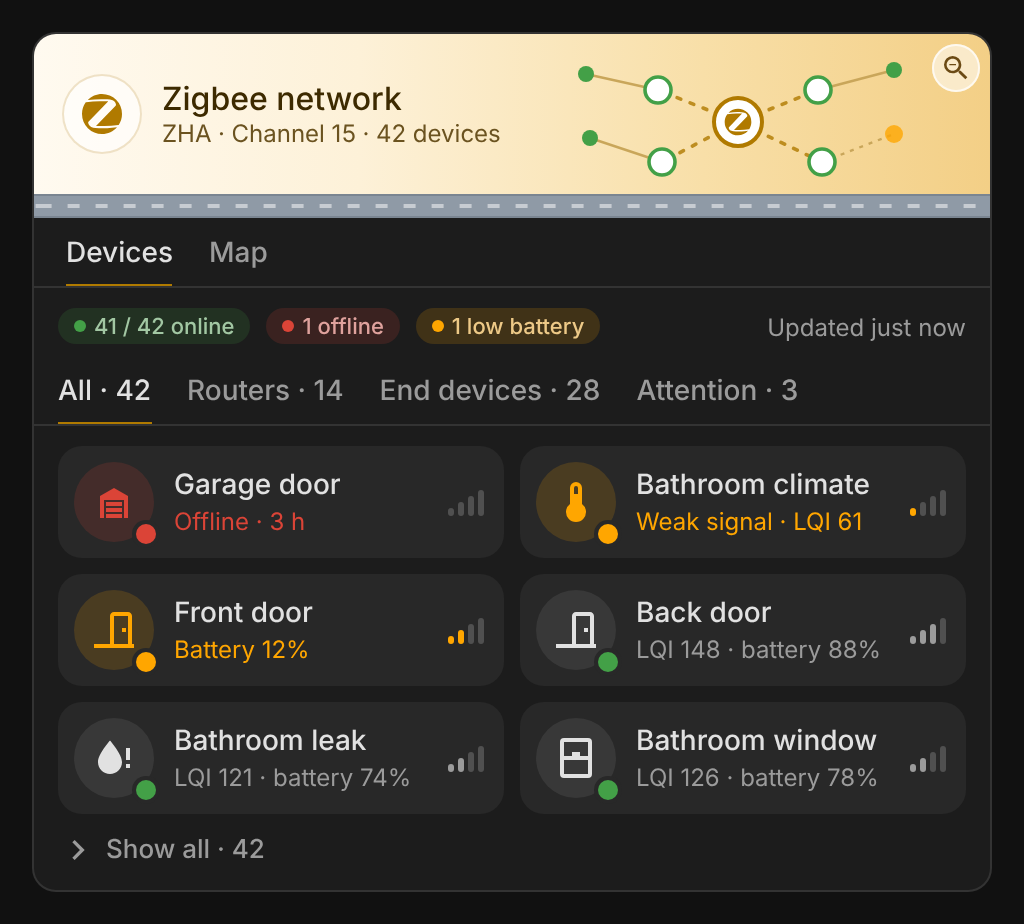 Zigbee network
ZHA · Channel 15 · 42 devices
Devices
Map
41 / 42 online
1 offline
1 low battery
Updated just now
All · 42
Routers · 14
End devices · 28
Attention · 3
Garage door
Offline · 3 h
Bathroom climate
Weak signal · LQI 61
Front door
Battery 12%
Back door
LQI 148 · battery 88%
Bathroom leak
LQI 121 · battery 74%
Bathroom window
LQI 126 · battery 78%
Show all · 42